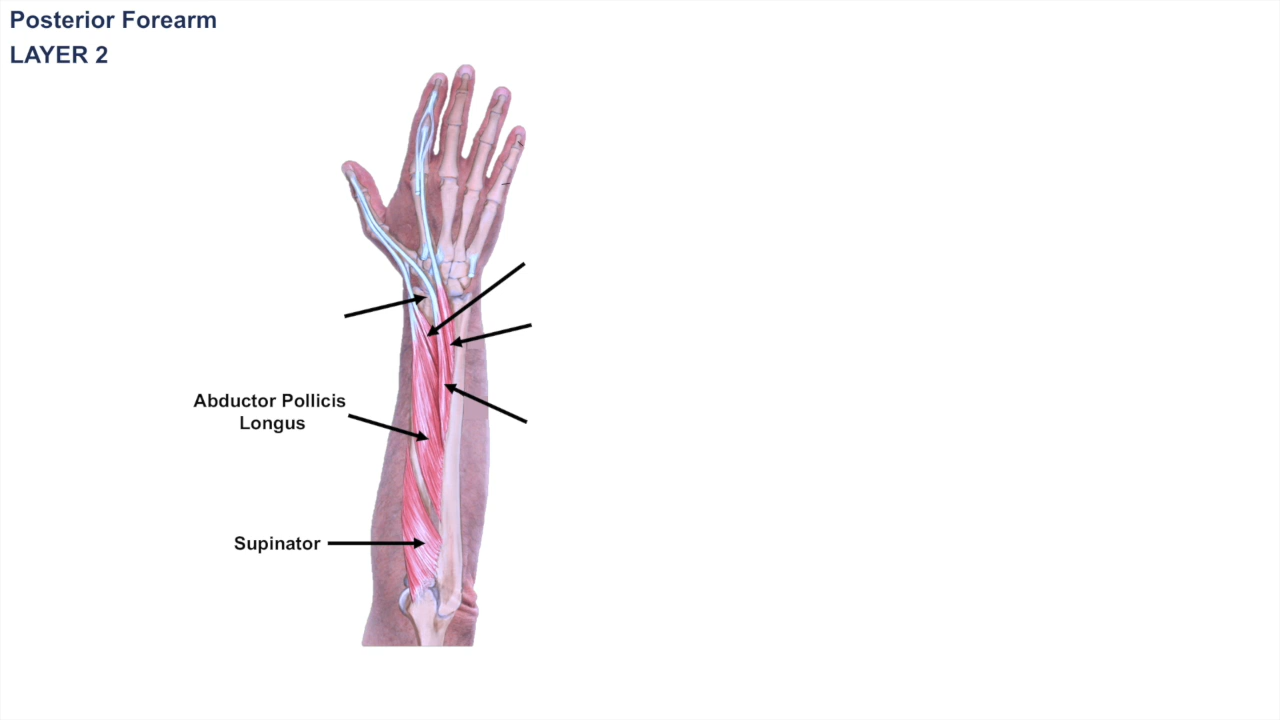 Posterior Forearm
LAYER 2
Abductor Pollicis
Longus
Supinator